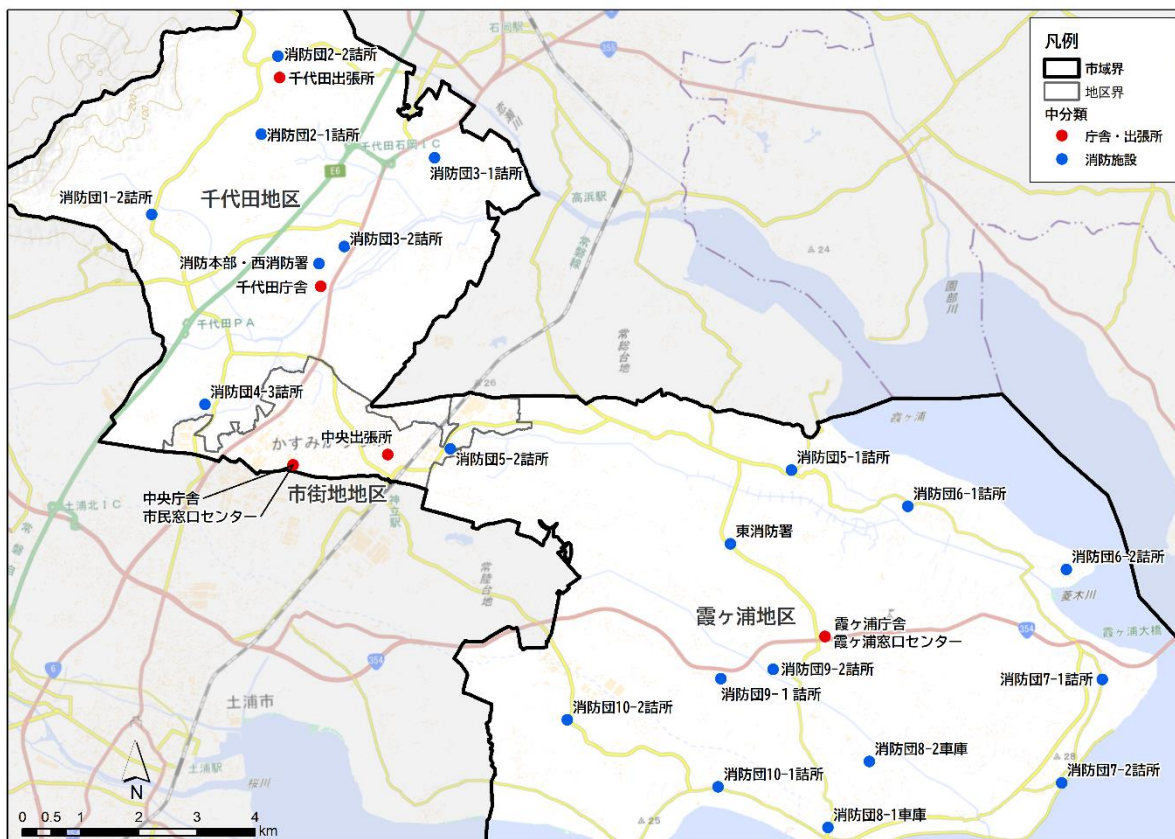 石岡駅
355
凡例
市域界
地区界
中分類
庁舎・出張所
消防施設
消防団2-2詰所
千代田出張所
200
消防団2-1詰所
千代田石岡IC
消防団3-1詰所
E6
消防団1-2詰所
千代田地区
高浜駅
常磐線
24
園部川
消防団3-2詰所
消防本部・西消防署
千代田庁舎
千代田PA
常総台地
26
消防団4-3詰所
霞ヶ浦
中央出張所
消防団5-2詰所
消防団5-1詰所
中央庁舎
市民窓口センター
市街地地区
神立駅
土浦北IC
消防団6-1詰所
東消防署
消防団6-2詰所
菱木川
常陸台地
霞ヶ浦地区
霞ヶ浦庁舎
霞ヶ浦窓口センター
354
霞ヶ浦大橋
6
354
消防団9-2詰所
消防団9-1詰所
消防団7-1詰所
土浦市
消防団10-2詰所
消防団8-2車庫
28
土浦駅
桜川
消防団10-1詰所
消防団7-2詰所
N
25
消防団8-1車庫
0 0.5 1 2 3 4
km